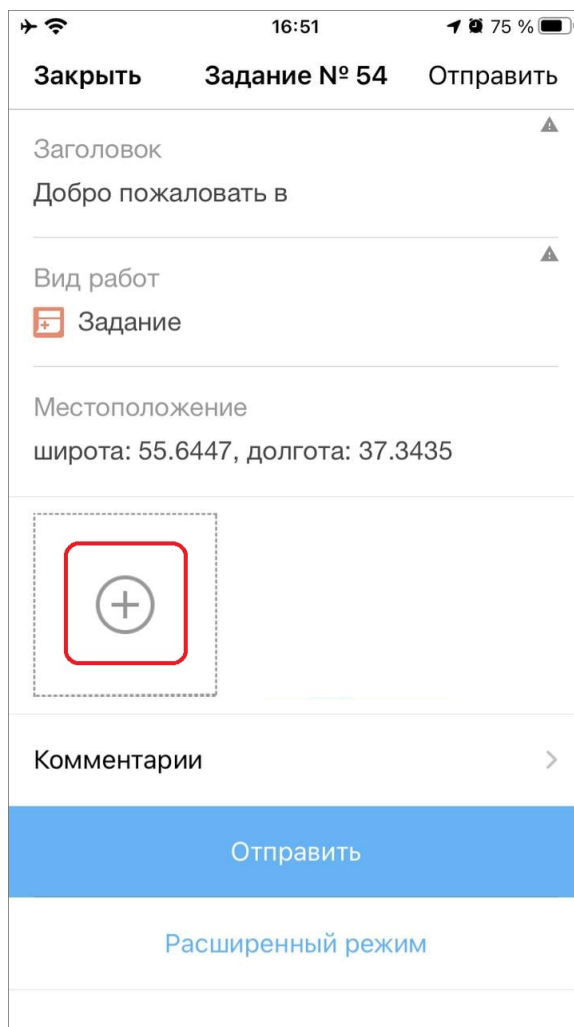 16:51
75 %
Закрыть Задание № 54 Отправить
Заголовок
Добро пожаловать в
Вид работ
Задание
Местоположение
широта: 55.6447, долгота: 37.3435
Комментарии
Отправить
Расширенный режим